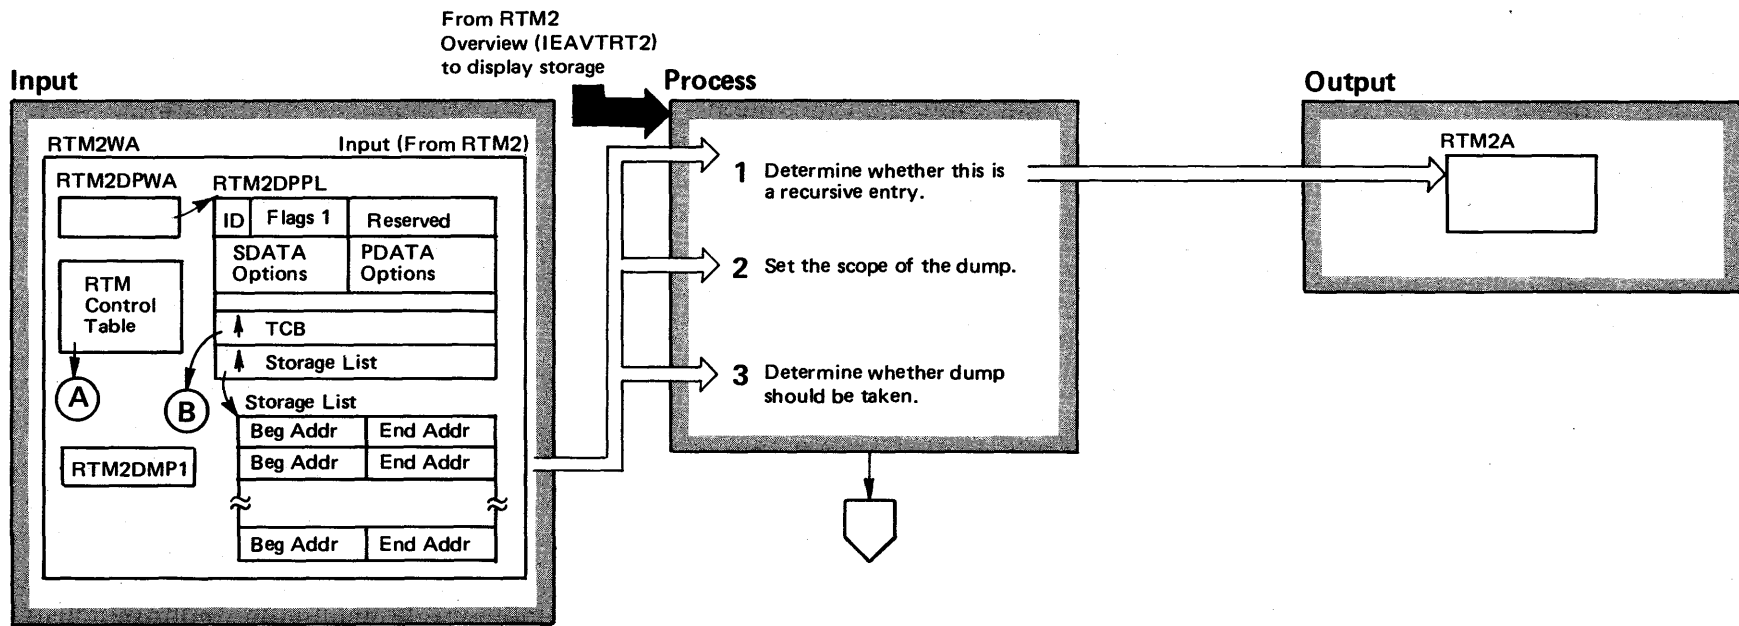 From RTM2
Overview (IEAVTRT2)
to display storage
Input
Process
Output
RTM2WA
Input (From RTM2)
RTM2DPWA
RTM2DPPL
ID
Flags 1
Reserved
SDATA
Options
PDATA
Options
RTM
Control
Table
TCB
Storage List
A
B
Storage List
Beg Addr
End Addr
Beg Addr
End Addr
RTM2DMP1
Beg Addr
End Addr
1 Determine whether this is
a recursive entry.
2 Set the scope of the dump.
3 Determine whether dump
should be taken.
RTM2A